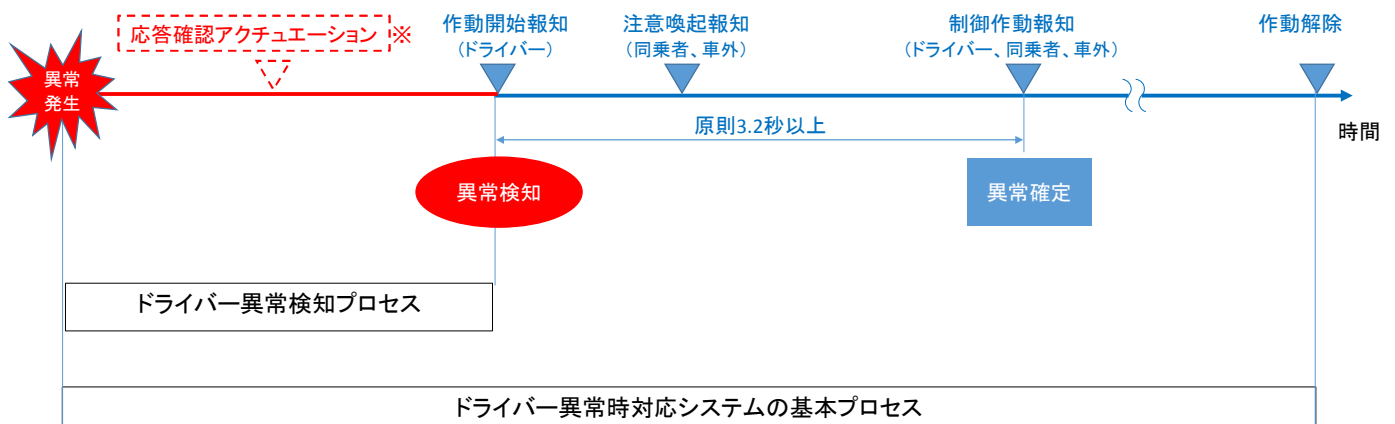 応答確認アクチュエーション ※
作動開始報知
(ドライバー)
注意喚起報知
(同乗者、車外)
制御作動報知
(ドライバー、同乗者、車外)
作動解除
異常
発生
原則3.2秒以上
時間
異常検知
異常確定
ドライバー異常検知プロセス
ドライバー異常時対応システムの基本プロセス